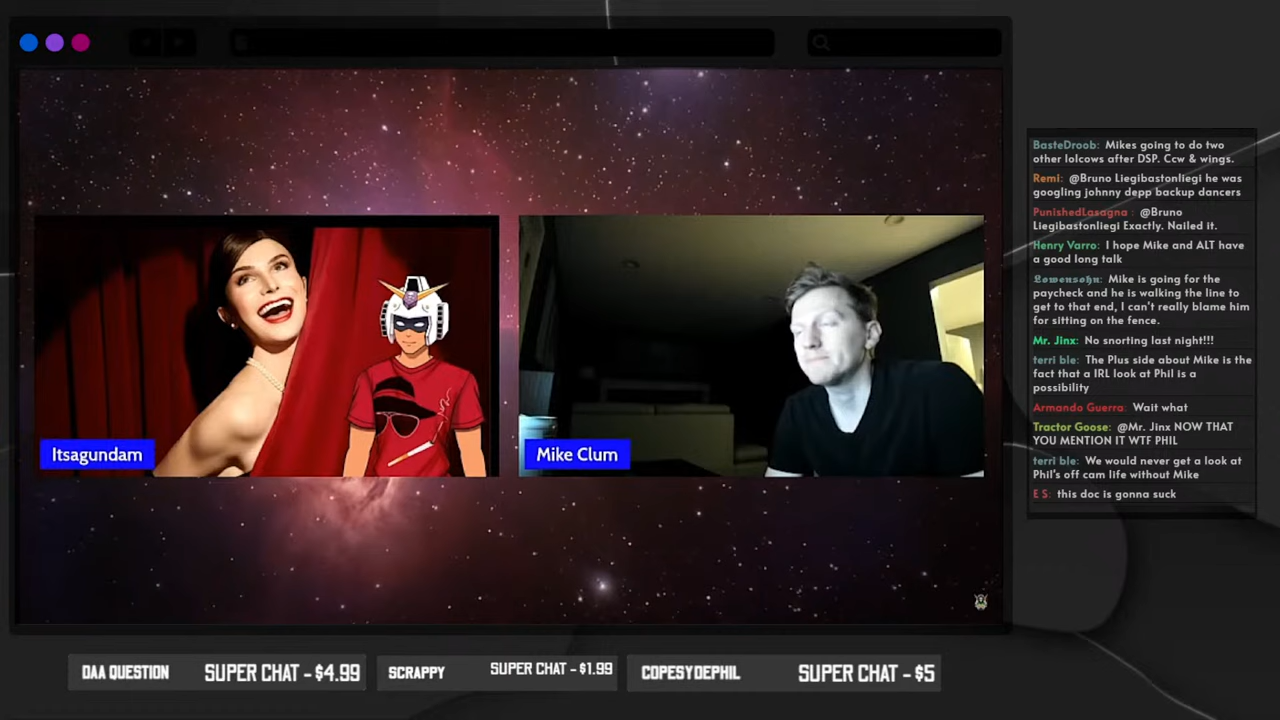 BasteDroob: Mikes going to do two
other lolcows after DSP. Ccw & wings.
Remi: @Bruno Liegibastonliegi he was
googling johnny depp backup dancers
PunishedLasagna : @Bruno
Liegibastonliegi Exactly. Nailed it.
Henry Varro: I hope Mike and ALT have
a good long talk
𝕷𝖔𝖜𝖊𝖓𝖘𝖔𝖍𝖓: Mike is going for the
paycheck and he is walking the line to
get to that end, I can't really blame him
for sitting on the fence.
Mr. Jinx: No snorting last night!!!
terri ble: The Plus side about Mike is the
fact that a IRL look at Phil is a
possibility
Armando Guerra: Wait what
Tractor Goose: @Mr. Jinx NOW THAT
YOU MENTION IT WTF PHIL
terri ble: We would never get a look at
Phil's off cam life without Mike
E S: this doc is gonna suck
Itsagundam
Mike Clum
DAA QUESTION SUPER CHAT - $4.99
SCRAPPY SUPER CHAT - $1.99
COPESYDEPHIL SUPER CHAT - $5